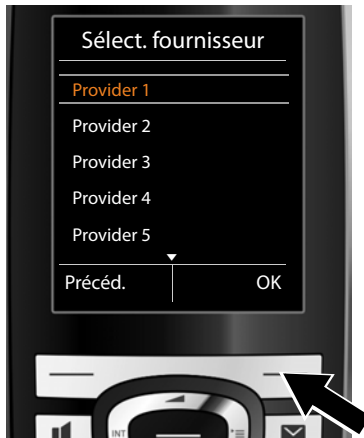 Sélect. fournisseur
Provider 1
Provider 2
Provider 3
Provider 4
Provider 5
Précéd. OK
INT